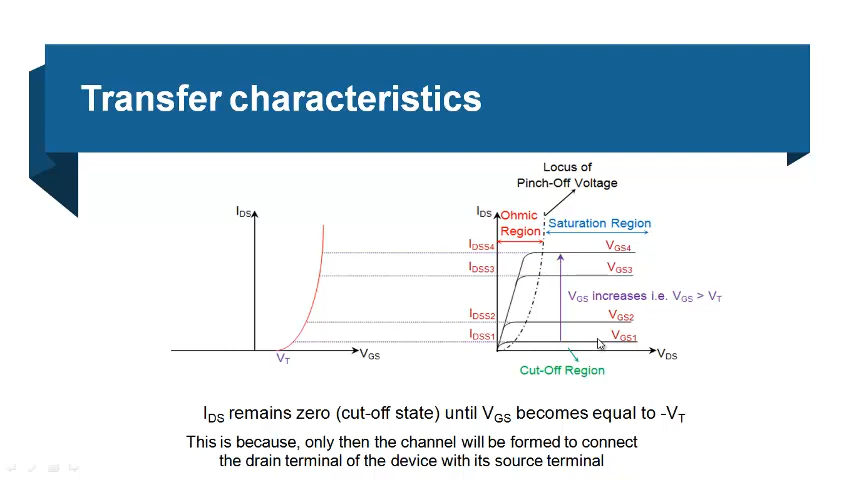 Transfer characteristics
Locus of
Pinch-Off Voltage
IDS
IDS
Ohmic
Region
Saturation Region
IDSS4
VGS4
IDSS3
VGS3
VGS increases i.e. VGS > VT
IDSS2
VGS2
IDSS1
VGS1
VT
VGS
VDS
Cut-Off Region
IDS remains zero (cut-off state) until VGS becomes equal to -VT
This is because, only then the channel will be formed to connect
the drain terminal of the device with its source terminal